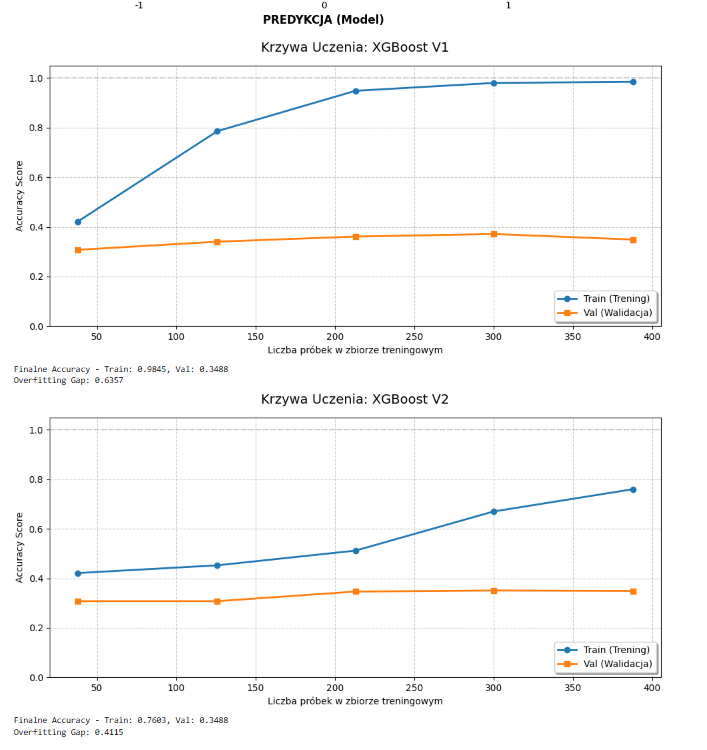 -1 0 1
PREDYKCJA (Model)
Krzywa Uczenia: XGBoost V1
1.0
0.8
0.6
0.4
0.2
0.0
Accuracy Score
Train (Trening)
Val (Walidacja)
50 100 150 200 250 300 350 400
Liczba próbek w zbiorze treningowym
Finalne Accuracy - Train: 0.9845, Val: 0.3488
Overfitting Gap: 0.6357
Krzywa Uczenia: XGBoost V2
1.0
0.8
0.6
0.4
0.2
0.0
Accuracy Score
Train (Trening)
Val (Walidacja)
50 100 150 200 250 300 350 400
Liczba próbek w zbiorze treningowym
Finalne Accuracy - Train: 0.7603, Val: 0.3488
Overfitting Gap: 0.4115